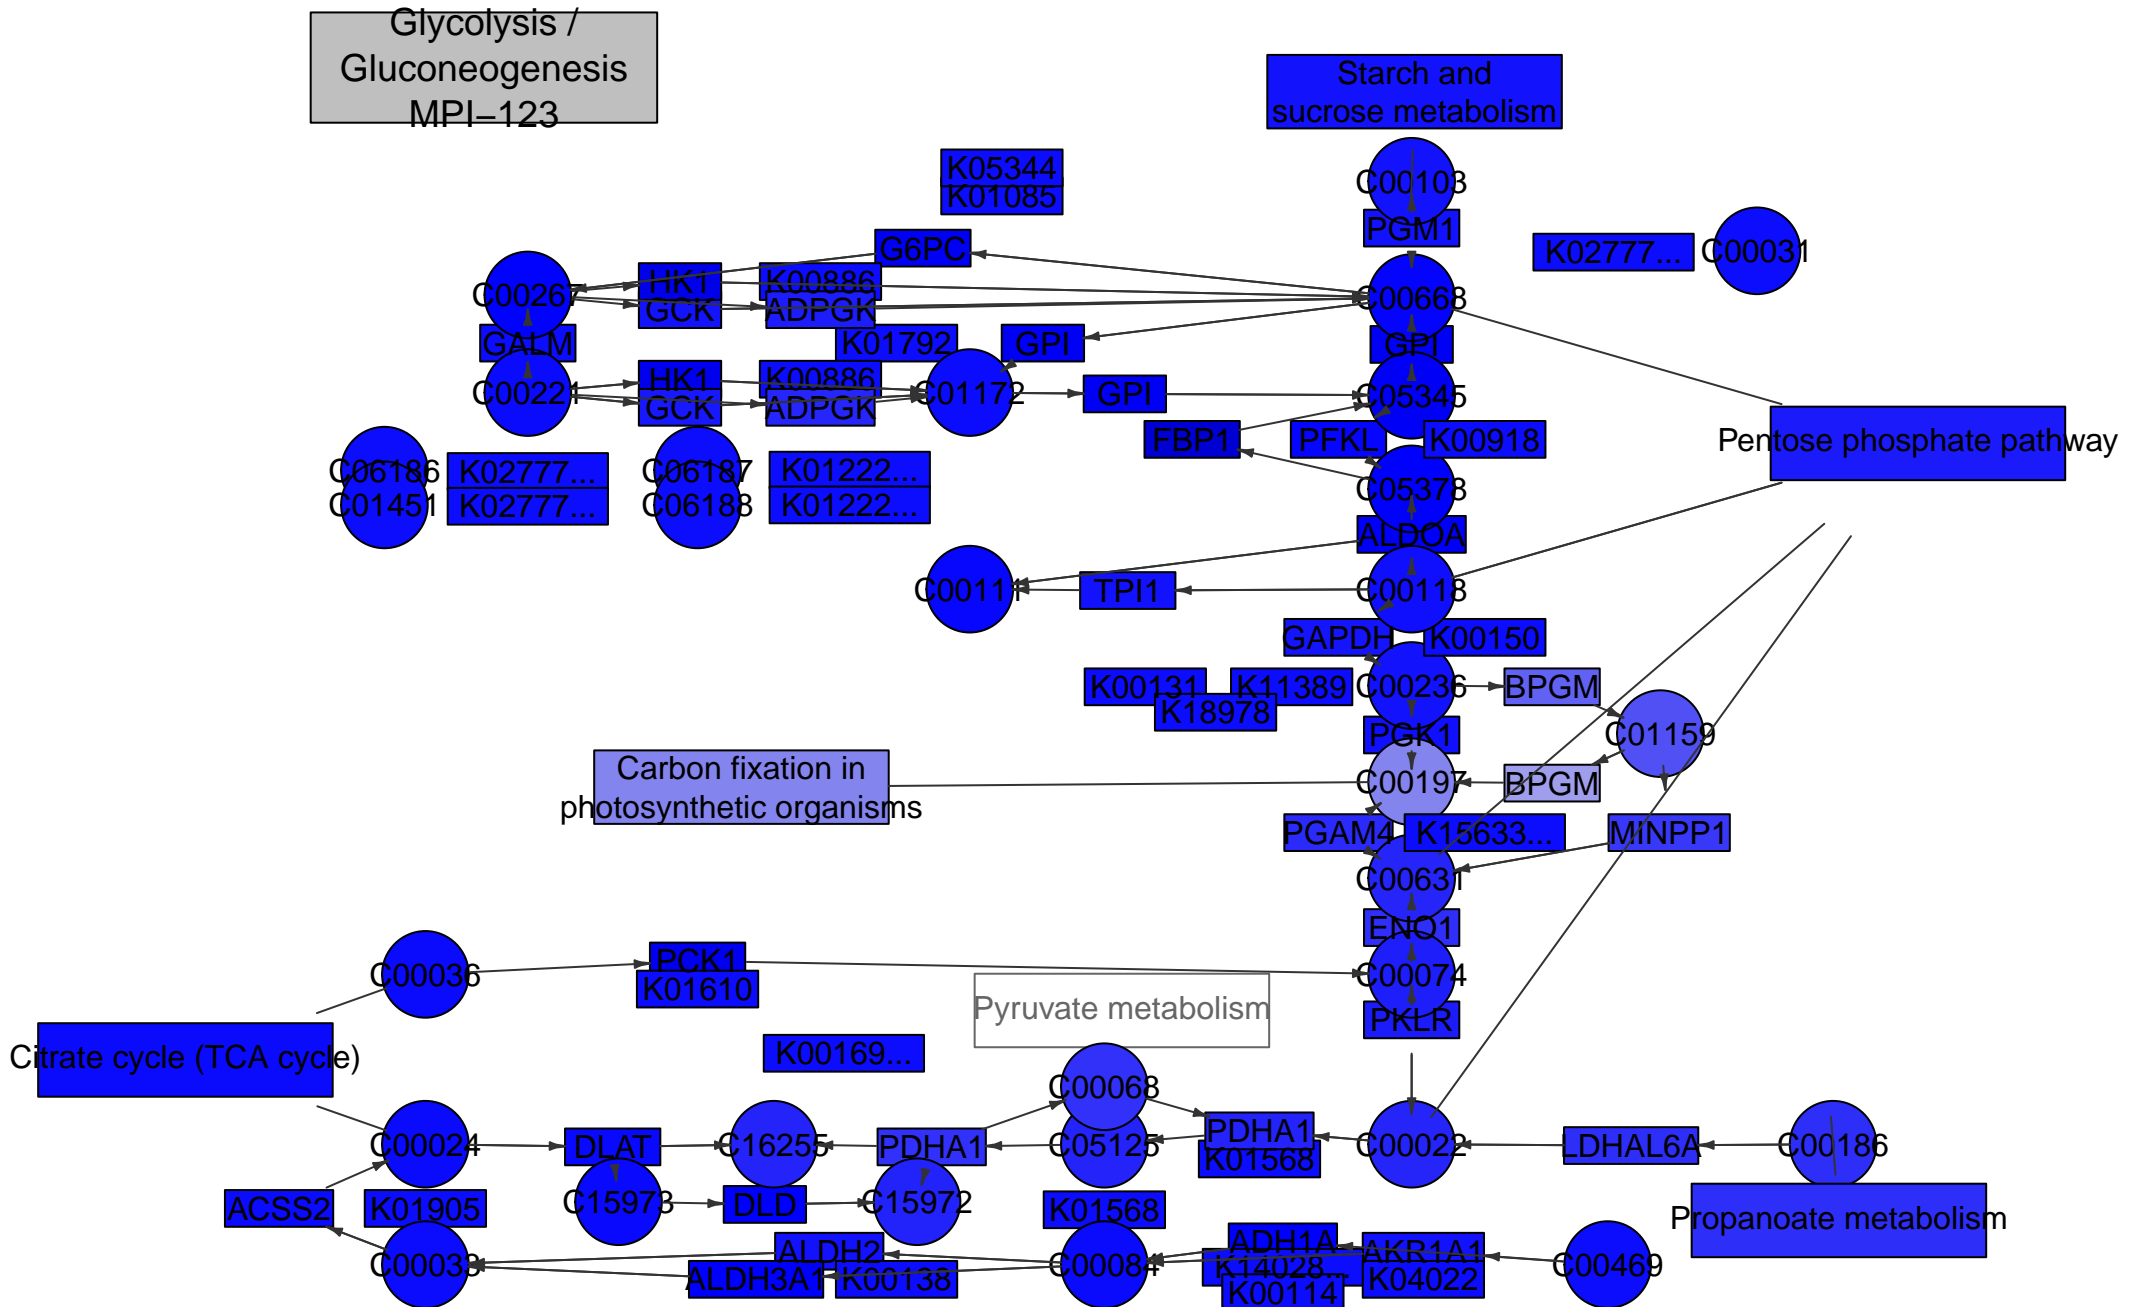 Glycolysis /
Gluconeogenesis
MPI–123
Starch and
sucrose metabolism
K05344
K01085
C00103
PGM1
G6PC
K02777...
C00031
C00267
HK1
K00886
GCK
ADPGK
C00668
GALM
K01792
GPI
GPI
C00221
HK1
K00886
GCK
ADPGK
C01172
GPI
C05345
FBP1
PFKL
K00918
Pentose phosphate pathway
C06186
K02777...
C06187
K01222...
C05378
C01451
K02777...
C06188
K01222...
ALDOA
C00111
TPI1
C00118
GAPDH
K00150
K00131
K11389
C00236
BPGM
K18978
PGK1
C01159
Carbon fixation in
photosynthetic organisms
C00197
BPGM
PGAM4
K15633...
MINPP1
C00631
ENO1
C00036
PCK1
K01610
C00074
Pyruvate metabolism
PKLR
Citrate cycle (TCA cycle)
K00169...
C00068
C00024
DLAT
C16255
PDHA1
C05125
PDHA1
K01568
C00022
LDHAL6A
C00186
ACSS2
K01905
C15973
DLD
C15972
K01568
Propanoate metabolism
C00033
ALDH2
ALDH3A1
K00138
C00084
ADH1A
K14028...
K00114
AKR1A1
K04022
C00469